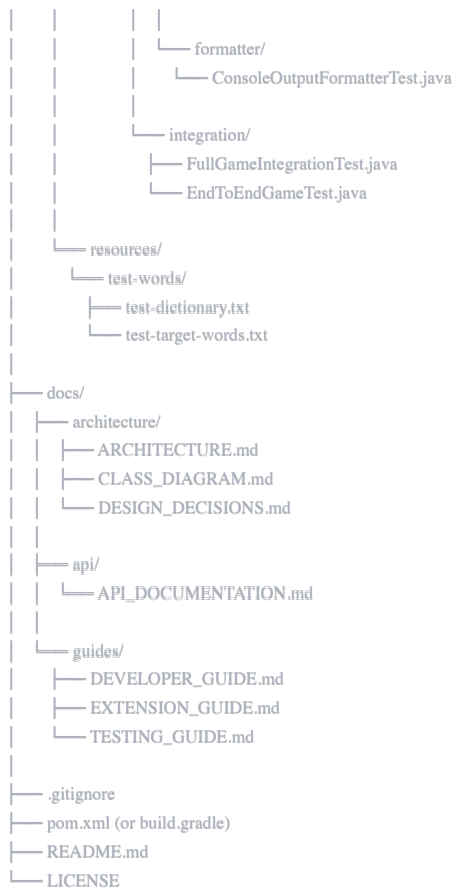 │   │       │ │
│   │       │ └── formatter/
│   │       │   └── ConsoleOutputFormatterTest.java
│   │       │
│   │       └── integration/
│   │         ├── FullGameIntegrationTest.java
│   │         └── EndToEndGameTest.java
│   │
│   └── resources/
│     └── test-words/
│       ├── test-dictionary.txt
│       └── test-target-words.txt
│
├── docs/
│ ├── architecture/
│ │ ├── ARCHITECTURE.md
│ │ ├── CLASS_DIAGRAM.md
│ │ └── DESIGN_DECISIONS.md
│ │
│ ├── api/
│ │ └── API_DOCUMENTATION.md
│ │
│ └── guides/
│   ├── DEVELOPER_GUIDE.md
│   ├── EXTENSION_GUIDE.md
│   └── TESTING_GUIDE.md
│
├── .gitignore
├── pom.xml (or build.gradle)
├── README.md
└── LICENSE